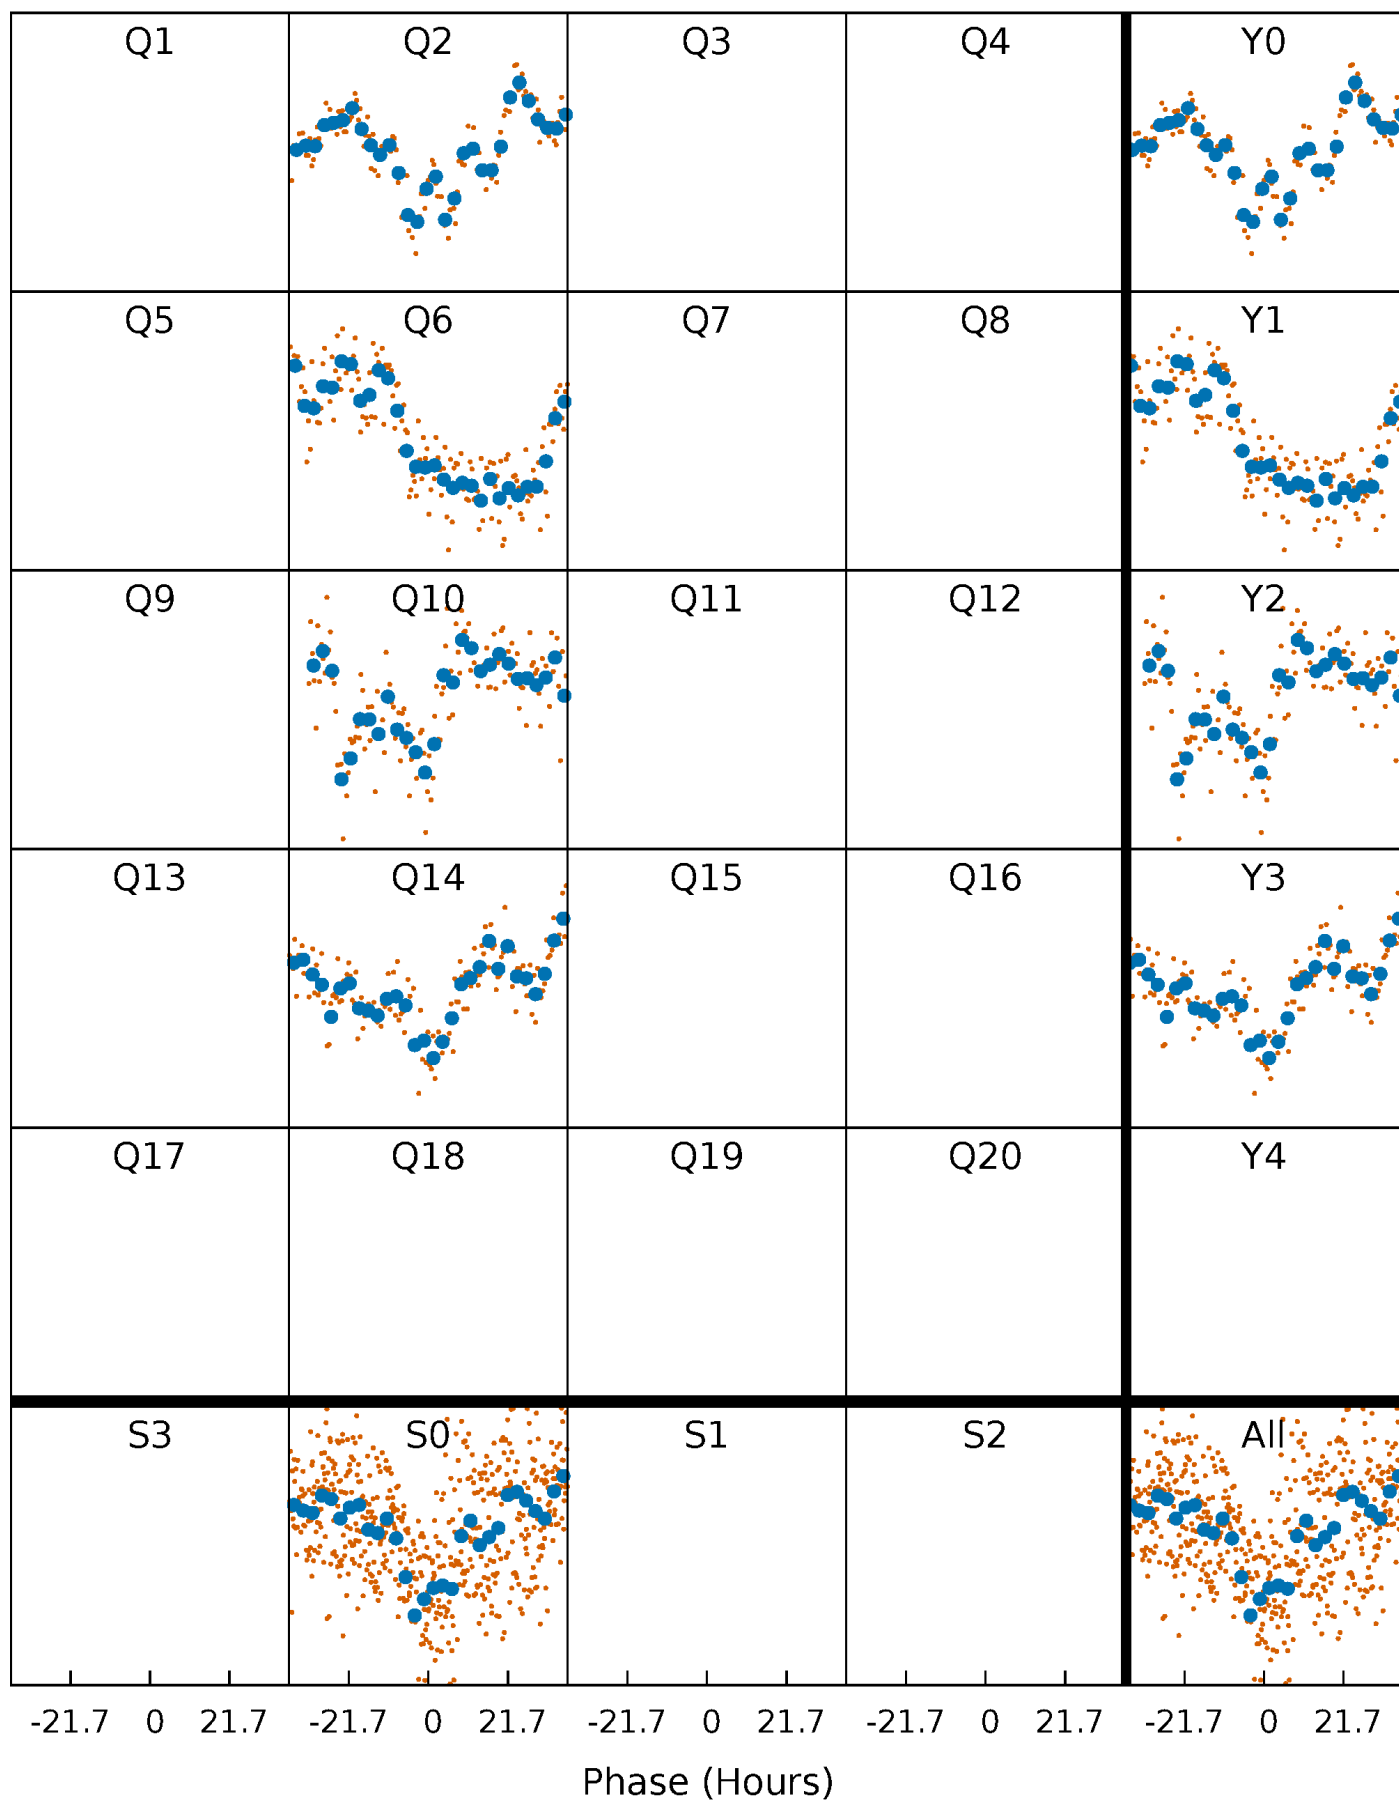 Q1 Q2 Q3 Q4 Y0
Q5 Q6 Q7 Q8 Y1
Q9 Q10 Q11 Q12 Y2
Q13 Q14 Q15 Q16 Y3
Q17 Q18 Q19 Q20 Y4
S3 S0 S1 S2 All
-21.7 0 21.7 -21.7 0 21.7 -21.7 0 21.7 -21.7 0 21.7 -21.7 0 21.7
Phase (Hours)